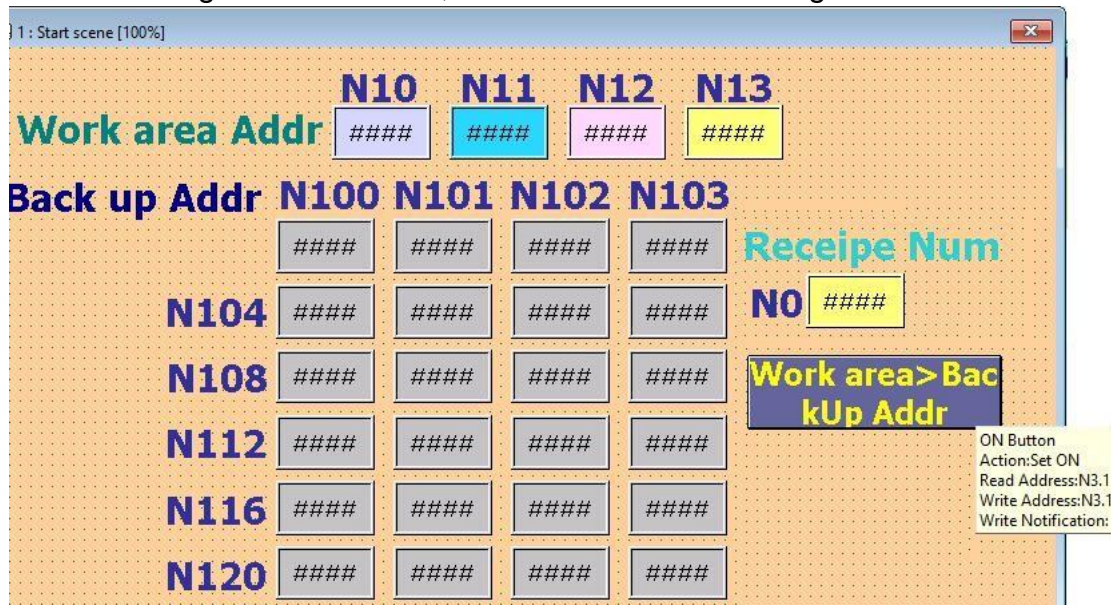 1 : Start scene [100%]
N10 N11 N12 N13
Work area Addr #### #### #### ####
Back up Addr N100 N101 N102 N103
#### #### #### ####
Receipe Num
N104 #### #### #### ####
N0 ####
N108 #### #### #### ####
Work area>Bac
kUp Addr
N112 #### #### #### ####
ON Button
Action:Set ON
Read Address:N3.1
Write Address:N3.1
Write Notification:
N116 #### #### #### ####
N120 #### #### #### ####